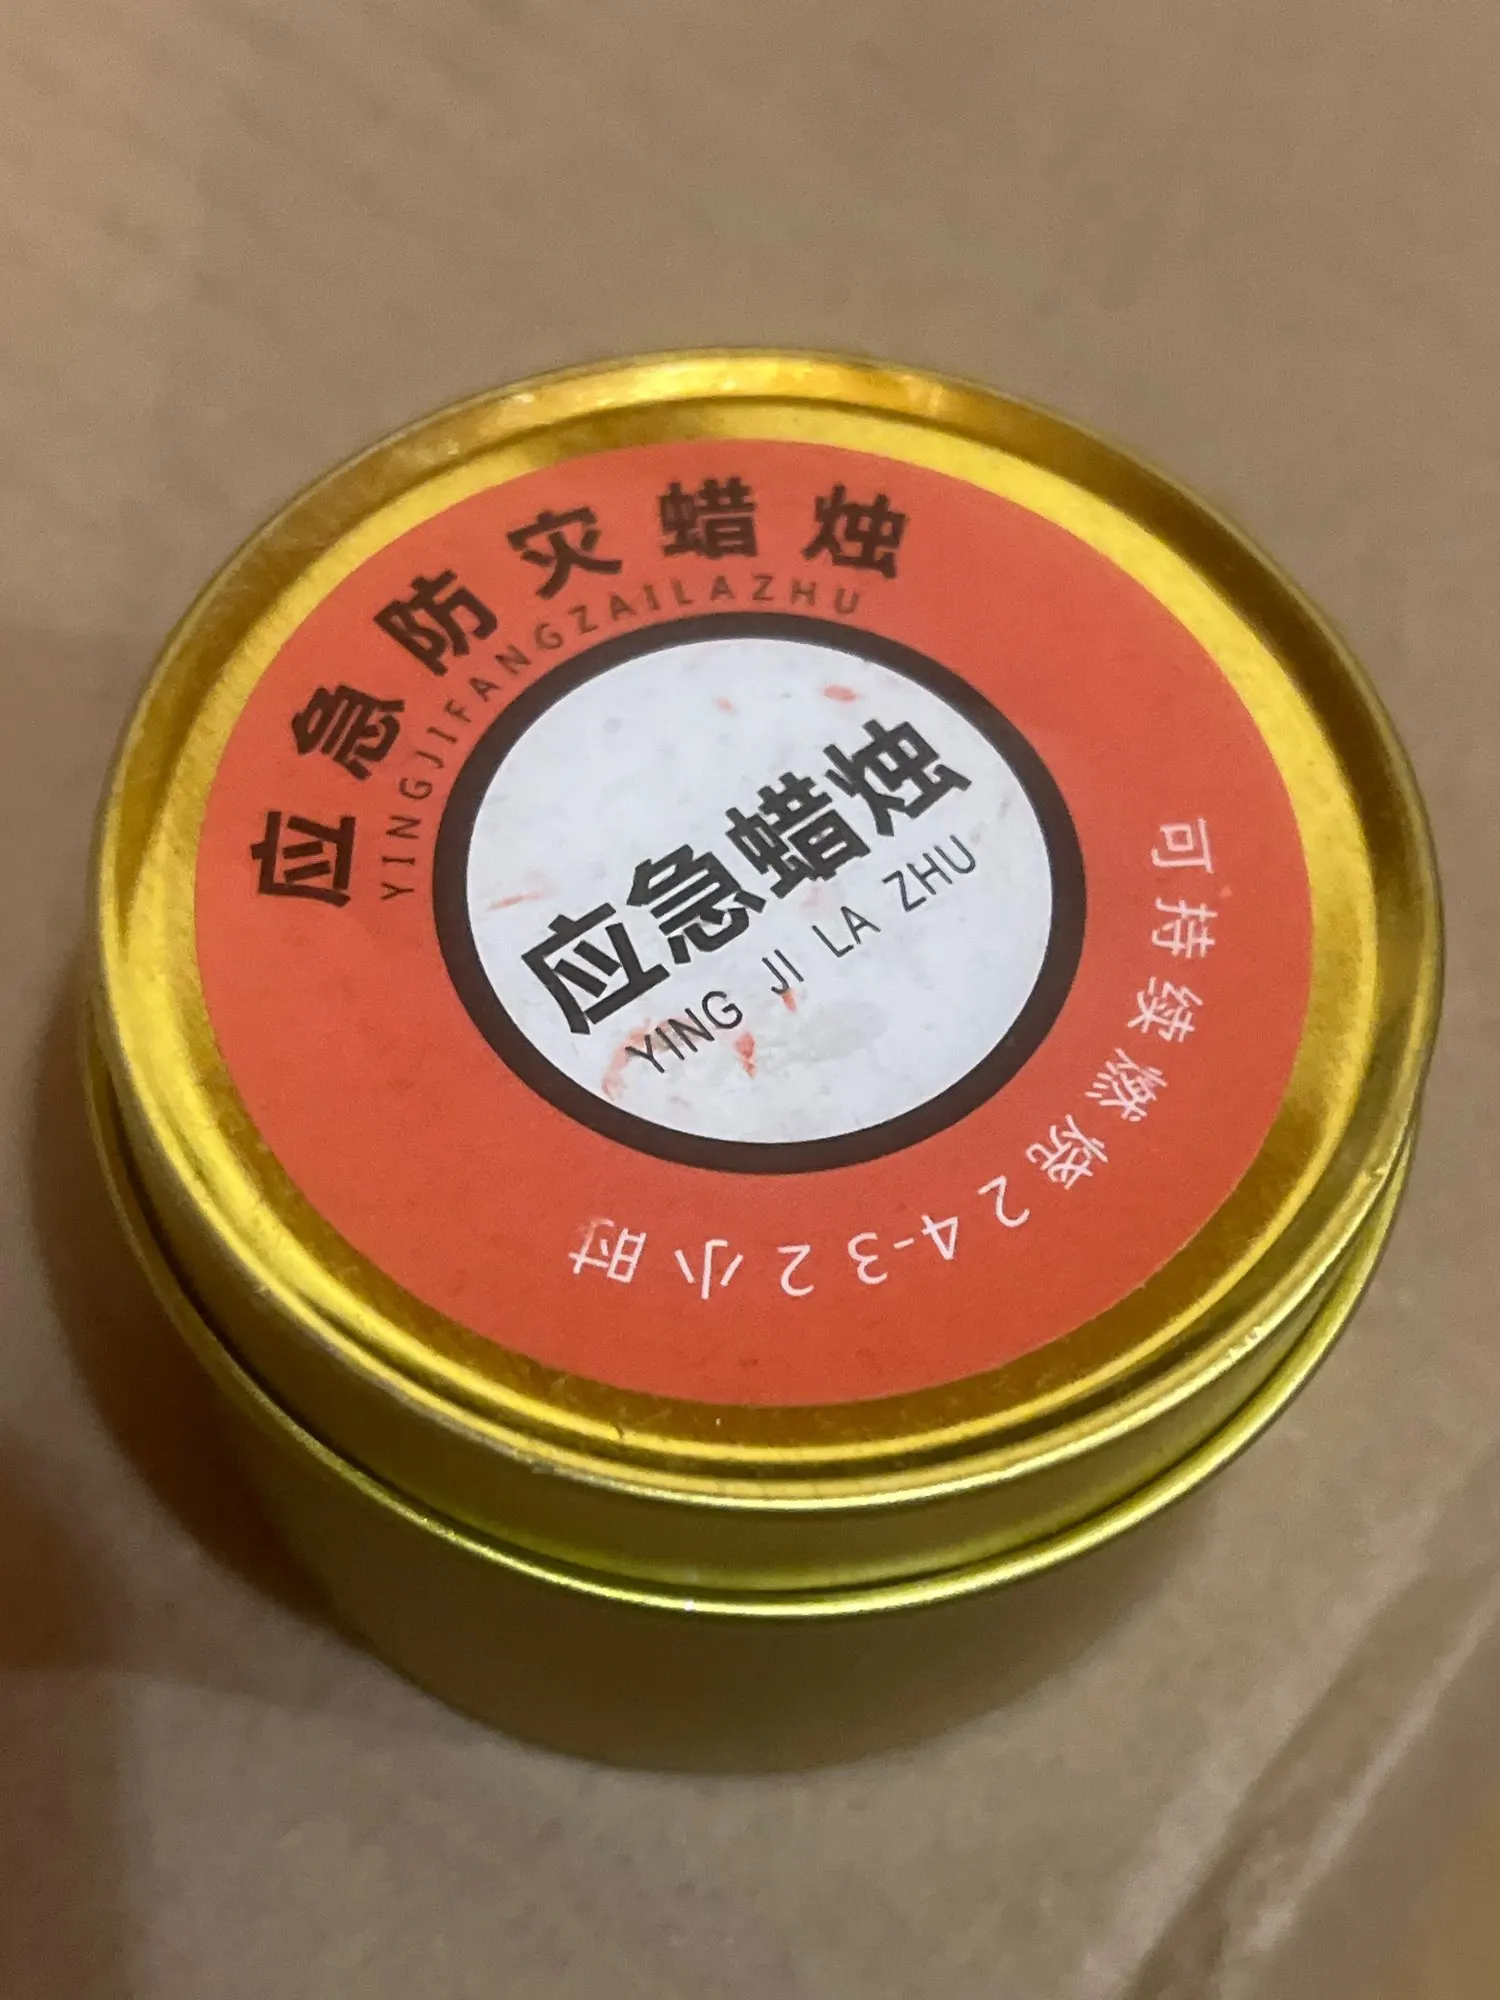 应急防灾蜡烛
YINGJIFANGZAILAZHU
应急蜡烛
YING JI LA ZHU
可持续燃烧24-32小时